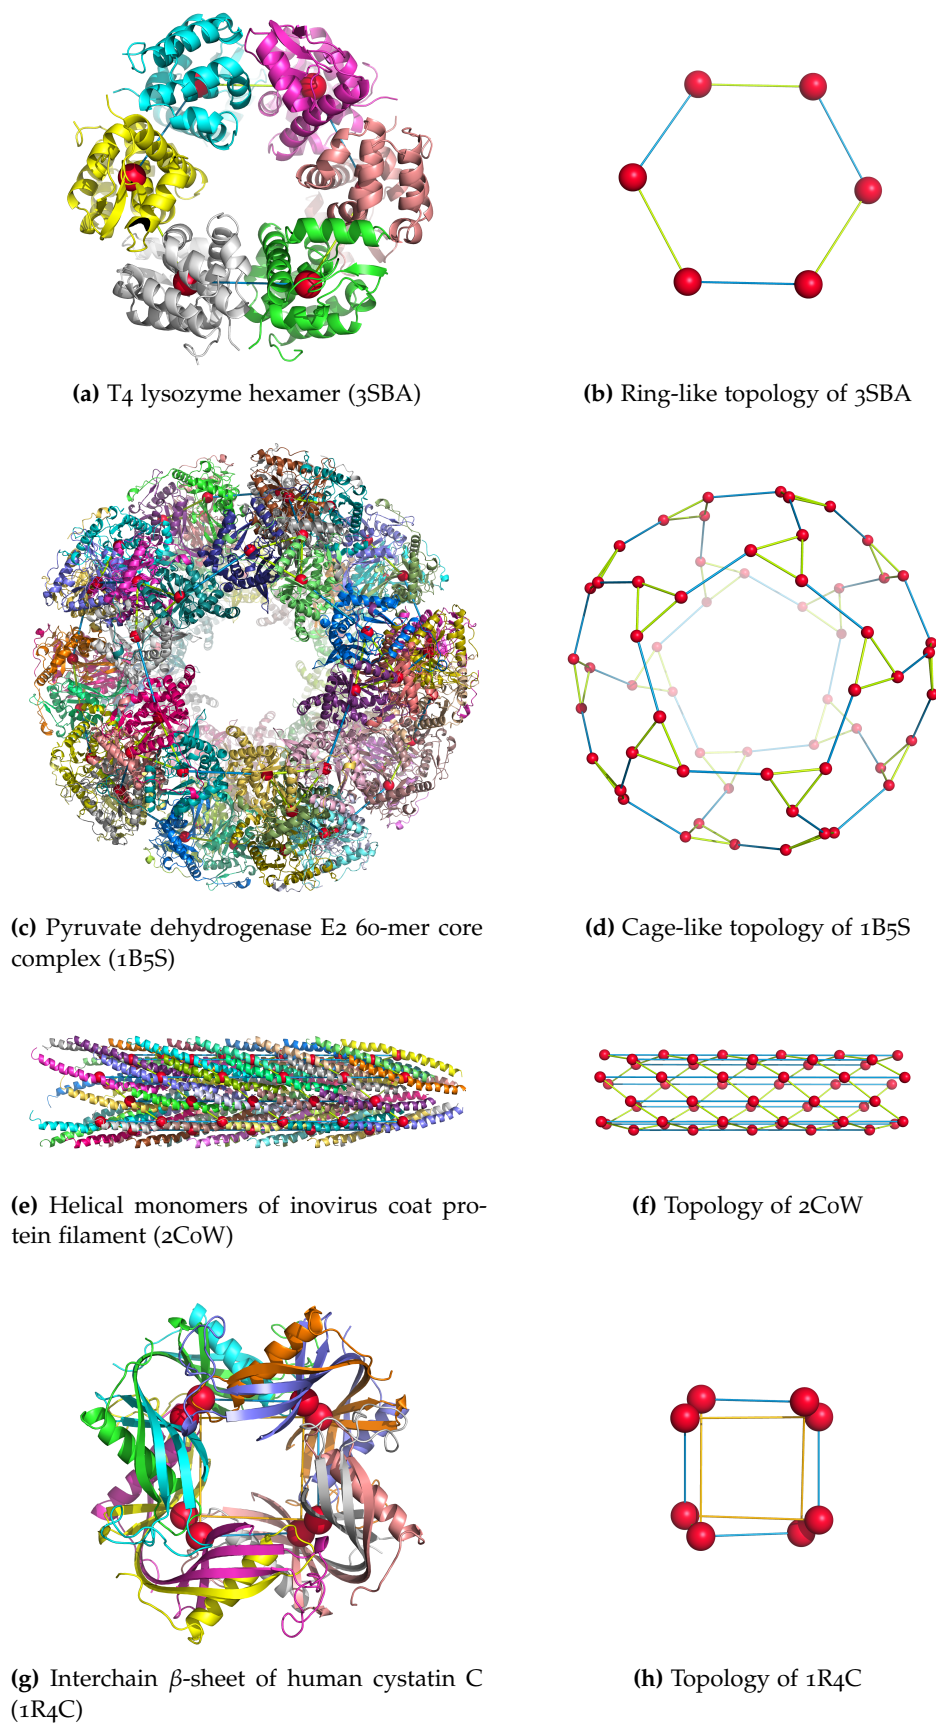 (a) T4 lysozyme hexamer (3SBA)
(b) Ring-like topology of 3SBA
(c) Pyruvate dehydrogenase E2 60-mer core
complex (1B5S)
(d) Cage-like topology of 1B5S
(e) Helical monomers of inovirus coat pro-
tein filament (2C0W)
(f) Topology of 2C0W
(g) Interchain β-sheet of human cystatin C
(1R4C)
(h) Topology of 1R4C